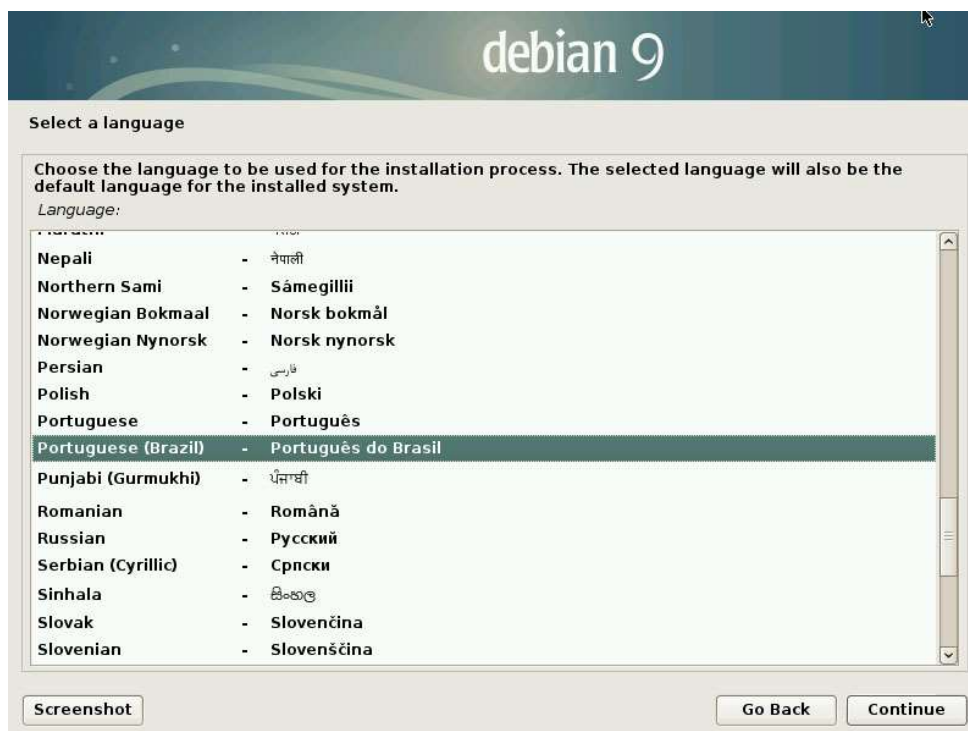 debian 9
Select a language
Choose the language to be used for the installation process. The selected language will also be the
default language for the installed system.
Language:
Nepali - नेपाली
Northern Sami - Sámegillii
Norwegian Bokmaal - Norsk bokmål
Norwegian Nynorsk - Norsk nynorsk
Persian - فارسی
Polish - Polski
Portuguese - Português
Portuguese (Brazil) - Português do Brasil
Punjabi (Gurmukhi) - ਪੰਜਾਬੀ
Romanian - Română
Russian - Русский
Serbian (Cyrillic) - Српски
Sinhala - සිංහල
Slovak - Slovenčina
Slovenian - Slovenščina
Screenshot Go Back Continue